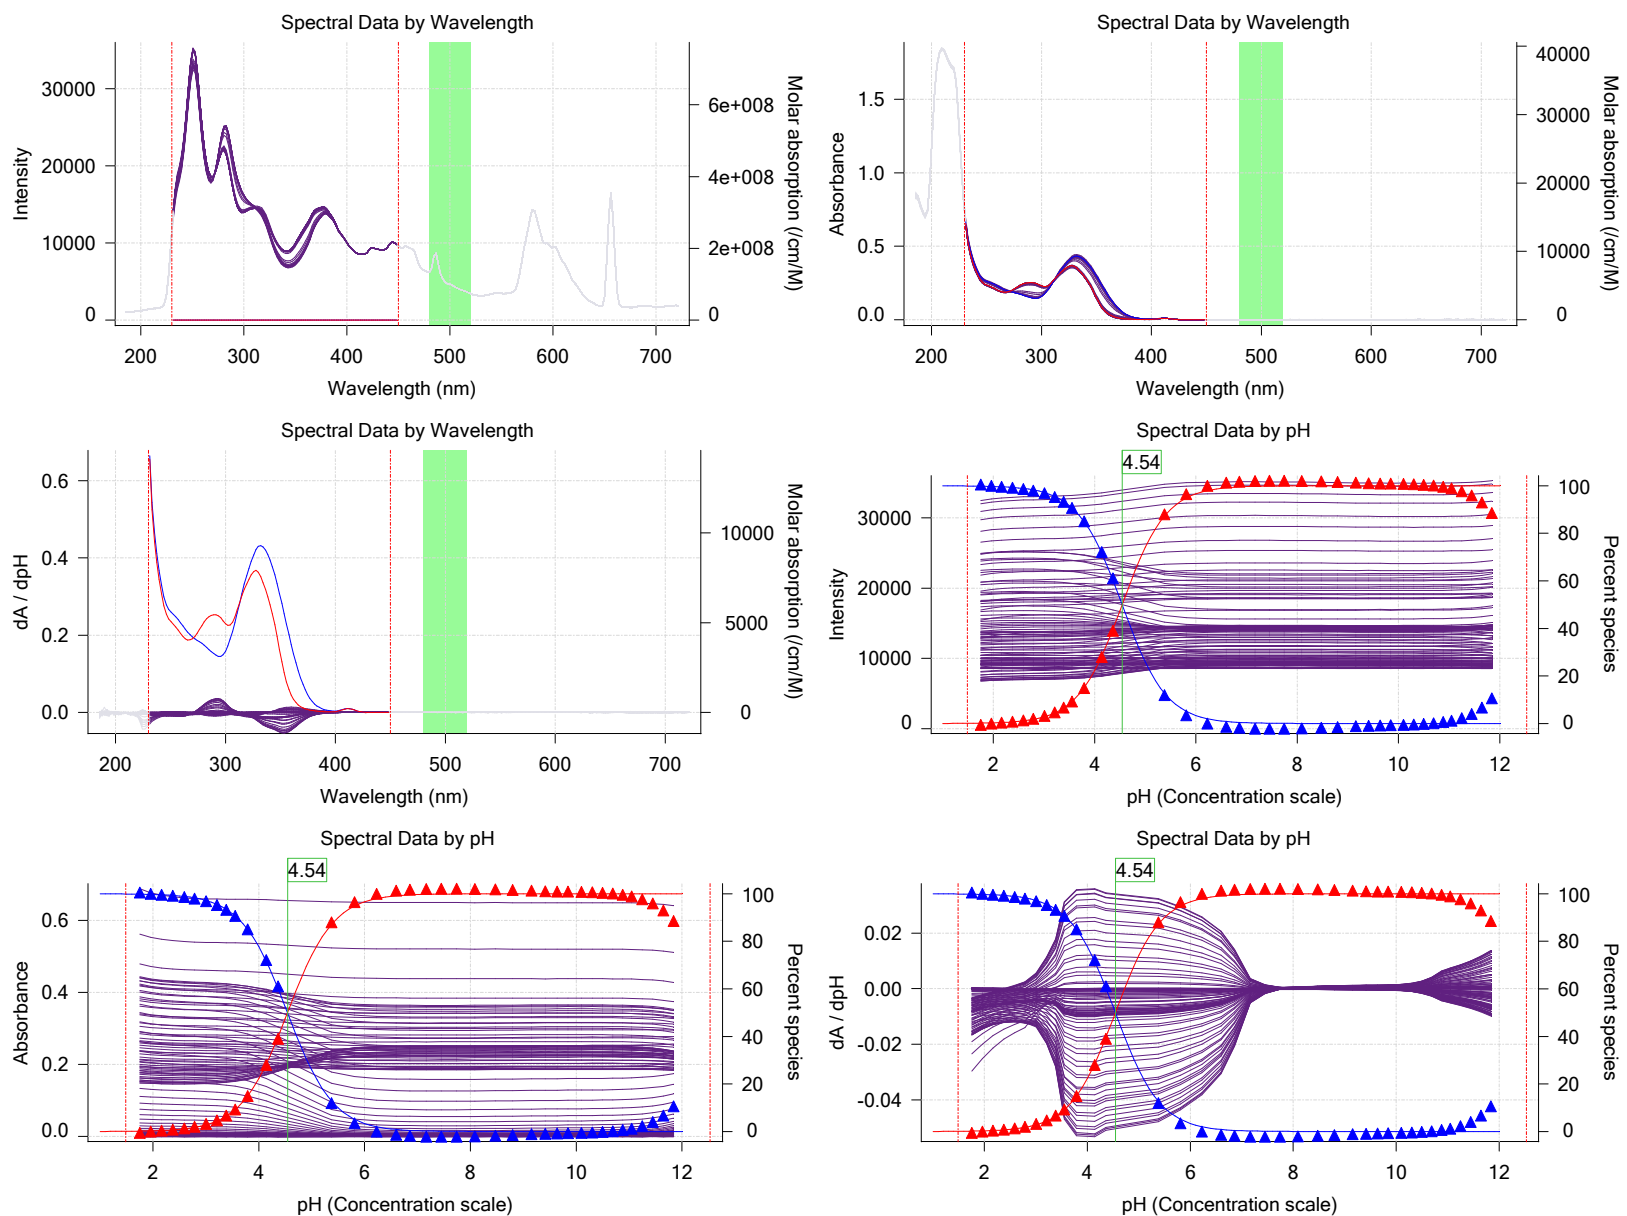 Spectral Data by Wavelength
Intensity
30000
20000
10000
0
6e+008
4e+008
2e+008
0
Molar absorption (/cm/M)
200 300 400 500 600 700
Wavelength (nm)
Spectral Data by Wavelength
Absorbance
1.5
1.0
0.5
0.0
40000
30000
20000
10000
0
Molar absorption (/cm/M)
200 300 400 500 600 700
Wavelength (nm)
Spectral Data by Wavelength
dA / dpH
0.6
0.4
0.2
0.0
10000
5000
0
Molar absorption (/cm/M)
200 300 400 500 600 700
Wavelength (nm)
Spectral Data by pH
4.54
Intensity
30000
20000
10000
0
100
80
60
40
20
0
Percent species
2 4 6 8 10 12
pH (Concentration scale)
Spectral Data by pH
4.54
Absorbance
0.6
0.4
0.2
0.0
100
80
60
40
20
0
Percent species
2 4 6 8 10 12
pH (Concentration scale)
Spectral Data by pH
4.54
dA / dpH
0.02
0.00
-0.02
-0.04
100
80
60
40
20
0
Percent species
2 4 6 8 10 12
pH (Concentration scale)